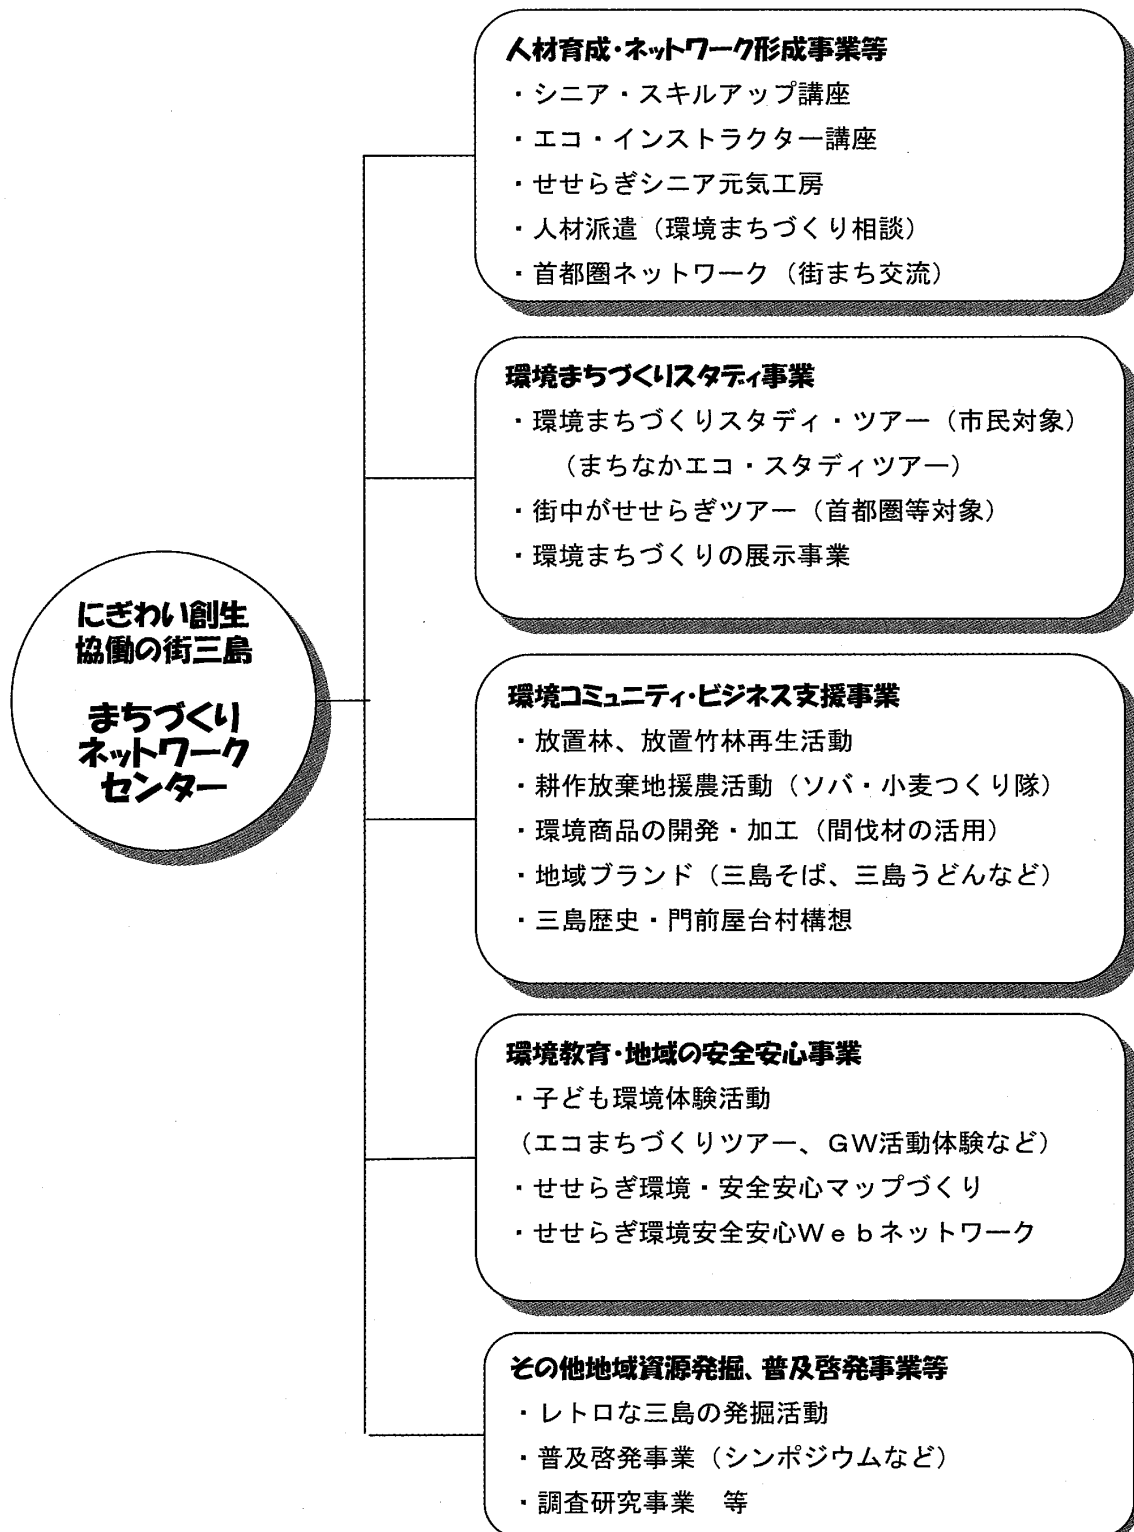 人材育成・ネットワーク形成事業等
・シニア・スキルアップ講座
・エコ・インストラクター講座
・せせらぎシニア元気工房
・人材派遣（環境まちづくり相談）
・首都圏ネットワーク（街まち交流）
環境まちづくりスタディ事業
・環境まちづくりスタディ・ツアー（市民対象）
（まちなかエコ・スタディツアー）
・街中がせせらぎツアー（首都圏等対象）
・環境まちづくりの展示事業
にぎわい創生
協働の街三島
まちづくり
ネットワーク
センター
環境コミュニティ・ビジネス支援事業
・放置林、放置竹林再生活動
・耕作放棄地援農活動（ソバ・小麦つくり隊）
・環境商品の開発・加工（間伐材の活用）
・地域ブランド（三島そば、三島うどんなど）
・三島歴史・門前屋台村構想
環境教育・地域の安全安心事業
・子ども環境体験活動
（エコまちづくりツアー、GW活動体験など）
・せせらぎ環境・安全安心マップづくり
・せせらぎ環境安全安心Ｗｅｂネットワーク
その他地域資源発掘、普及啓発事業等
・レトロな三島の発掘活動
・普及啓発事業（シンポジウムなど）
・調査研究事業　等